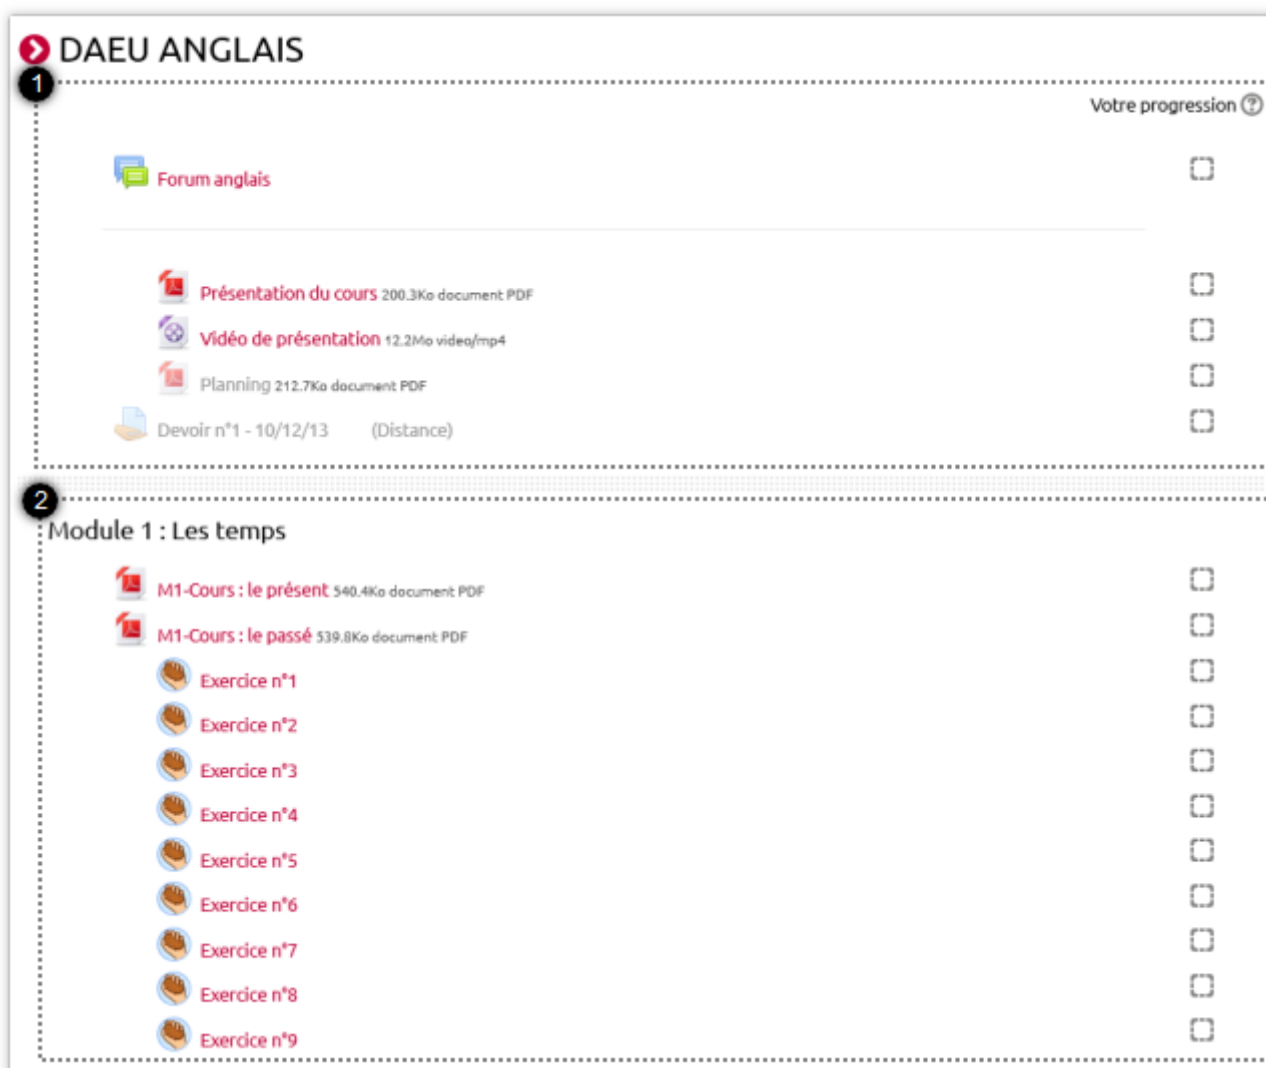 DAEU ANGLAIS
1
Votre progression ?
Forum anglais
Présentation du cours 200.3Ko document PDF
Vidéo de présentation 12.2Mo video/mp4
Planning 212.7Ko document PDF
Devoir n°1 - 10/12/13 (Distance)
2
Module 1 : Les temps
M1-Cours : le présent 540.4Ko document PDF
M1-Cours : le passé 539.8Ko document PDF
Exercice n°1
Exercice n°2
Exercice n°3
Exercice n°4
Exercice n°5
Exercice n°6
Exercice n°7
Exercice n°8
Exercice n°9